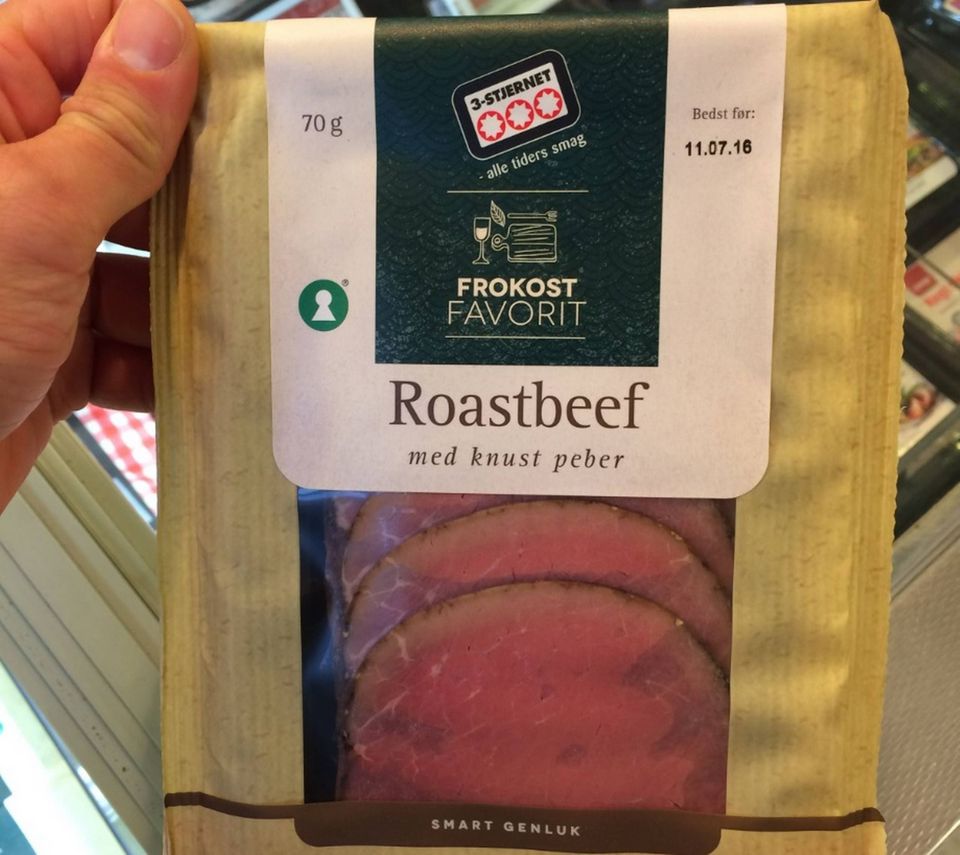 70 g
3-STJERNET
- alle tiders smag
Bedst før:
11.07.16
FROKOST
FAVORIT
®
Roastbeef
med knust peber
SMART GENLUK